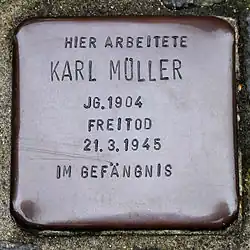 HIER ARBEITETE
KARL MÜLLER
JG. 1904
FREITOD
21.3.1945
IM GEFÄNGNIS